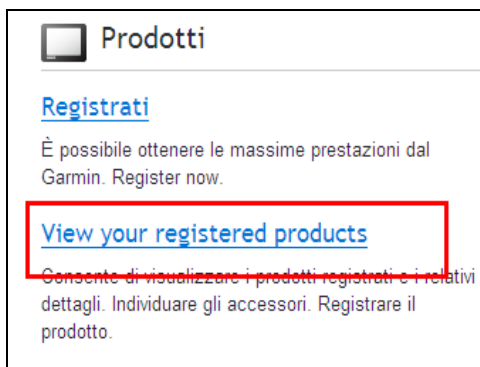 Prodotti
Registrati
È possibile ottenere le massime prestazioni dal
Garmin. Register now.
View your registered products
Consente di visualizzare i prodotti registrati e i relativi
dettagli. Individuare gli accessori. Registrare il
prodotto.